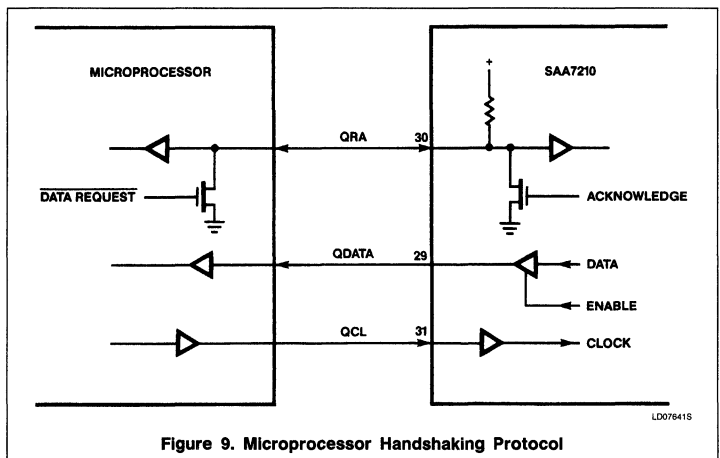 MICROPROCESSOR
SAA7210
+
QRA
30
DATA REQUEST
ACKNOWLEDGE
QDATA
29
DATA
ENABLE
QCL
31
CLOCK
LD07641S
Figure 9. Microprocessor Handshaking Protocol